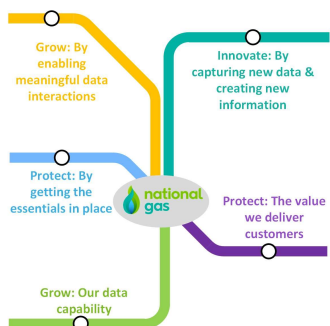 Grow: By
enabling
meaningful data
interactions
Innovate: By
capturing new data &
creating new
information
Protect: By
getting the
essentials in place
national
gas
Protect: The value
we deliver
customers
Grow: Our data
capability